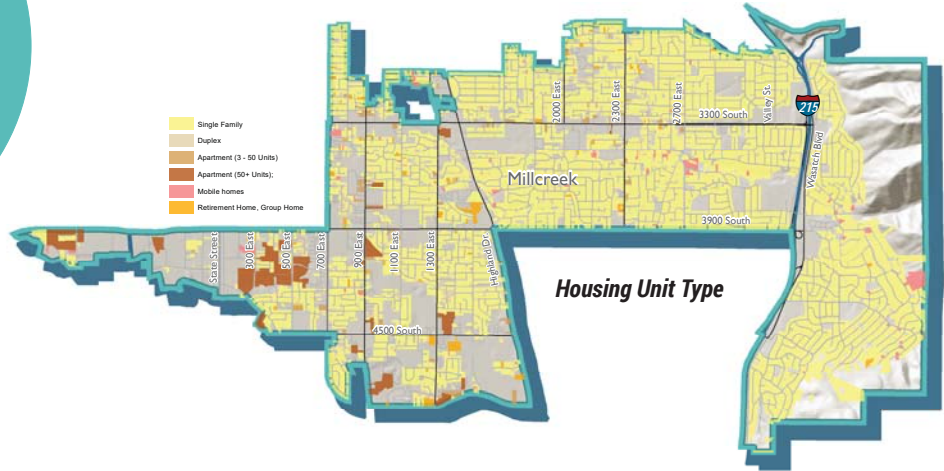 Single Family
Duplex
Apartment (3 - 50 Units)
Apartment (50+ Units);
Mobile homes
Retirement Home, Group Home
2000 East
2300 East
2700 East
Valley St.
3300 South
215
Wasatch Blvd
Millcreek
3900 South
State Street
300 East
500 East
700 East
900 East
1100 East
1300 East
Highland Dr.
4500 South
Housing Unit Type